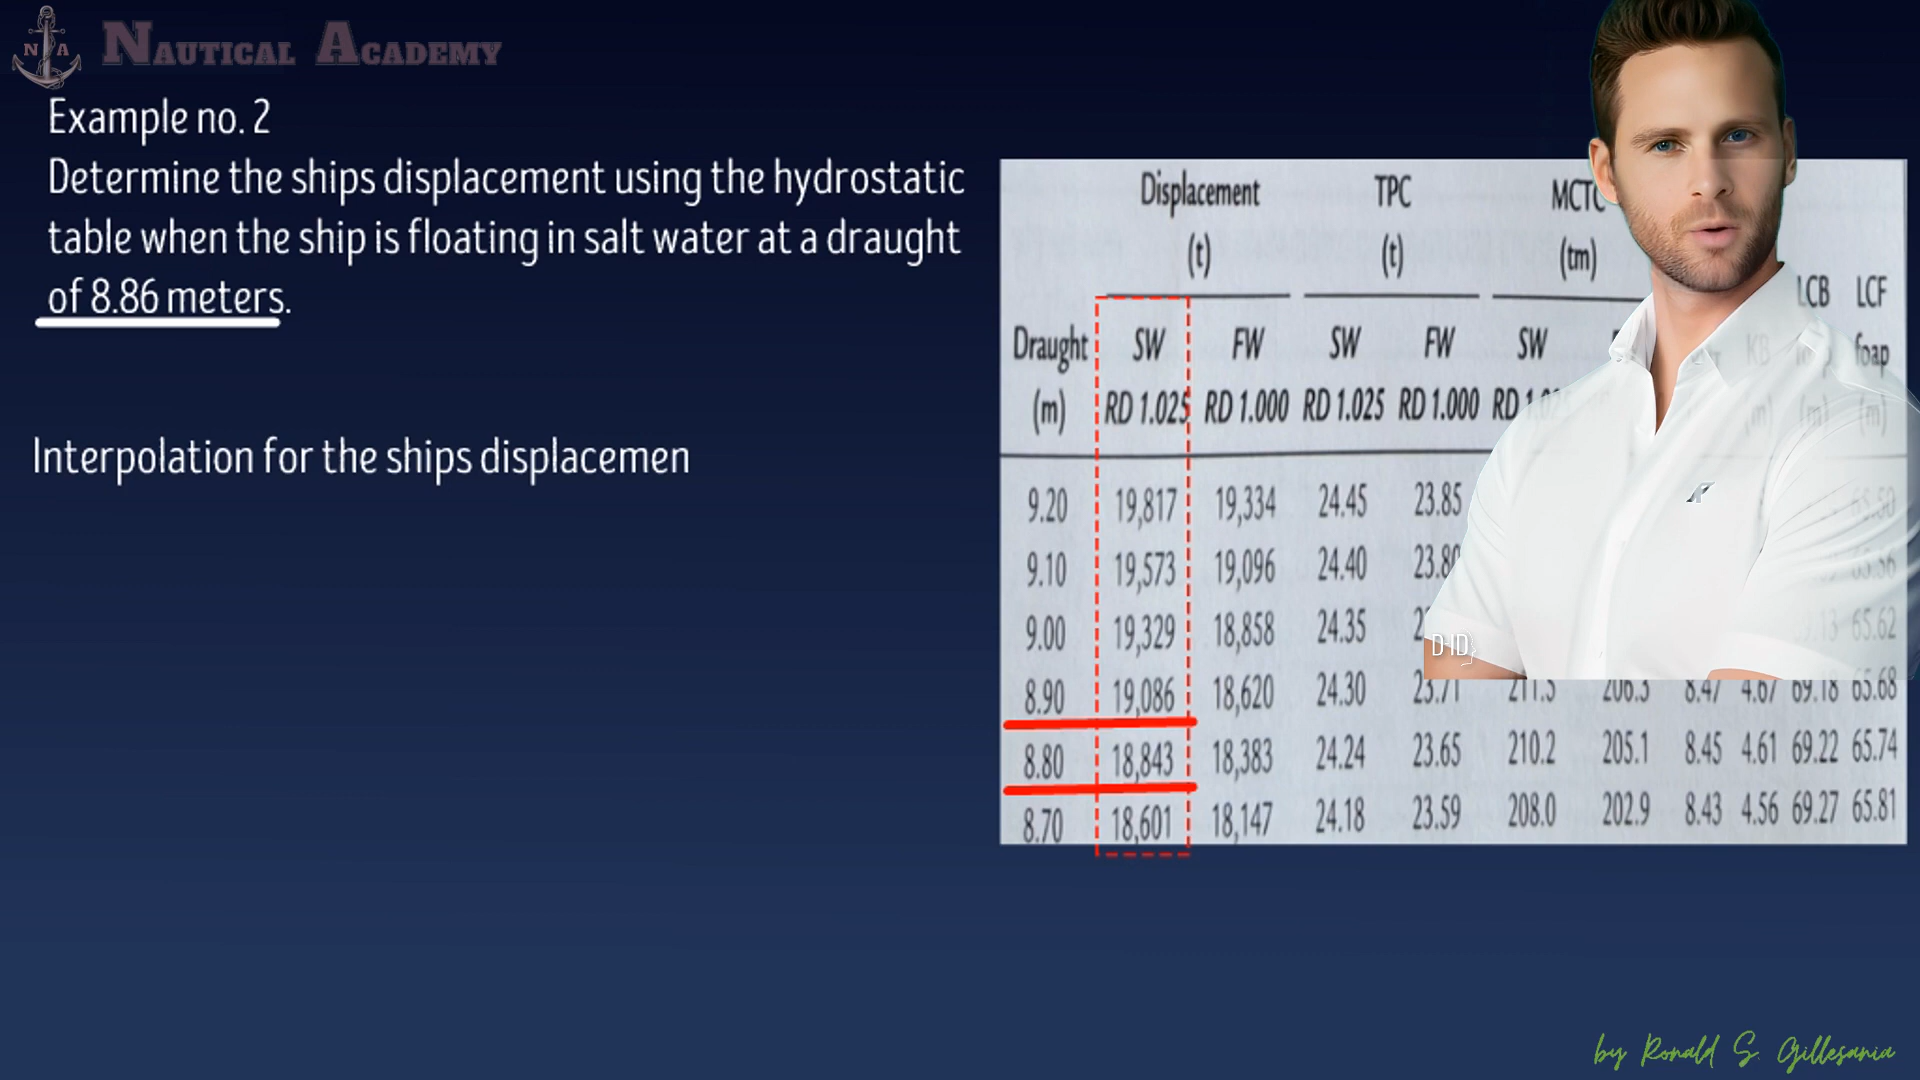 NAUTICAL ACADEMY
N A
Example no. 2
Determine the ships displacement using the hydrostatic
table when the ship is floating in salt water at a draught
of 8.86 meters.
Interpolation for the ships displacemen
Displacement TPC MCTC
(t) (t) (tm)
LCB LCF
Draught SW FW SW FW SW KB foap
(m) RD 1.025 RD 1.000 RD 1.025 RD 1.000 RD 1.025 (m) (m) (m)
9.20 19,817 19,334 24.45 23.85 65.50
9.10 19,573 19,096 24.40 23.80 65.56
9.00 19,329 18,858 24.35 65.62
8.90 19,086 18,620 24.30 23.71 211.3 206.3 8.47 4.67 69.18 65.68
8.80 18,843 18,383 24.24 23.65 210.2 205.1 8.45 4.61 69.22 65.74
8.70 18,601 18,147 24.18 23.59 208.0 202.9 8.43 4.56 69.27 65.81
D-ID
by Ronald S. Gillesania